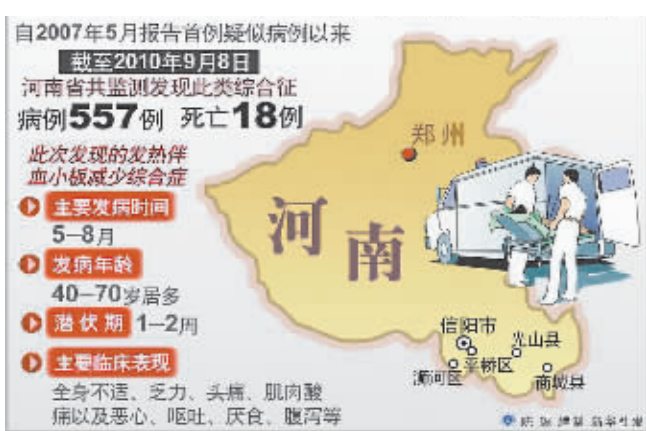 自2007年5月报告首例疑似病例以来
截至2010年9月8日
河南省共监测发现此类综合征
病例557例 死亡18例
此次发现的发热伴
血小板减少综合症
主要发病时间
5—8月
发病年龄
40—70岁居多
潜伏期 1—2周
主要临床表现
全身不适、乏力、头痛、肌肉酸
痛以及恶心、呕吐、厌食、腹泻等
郑州
河南
信阳市
光山县
平桥区
浉河区
商城县
新华社发